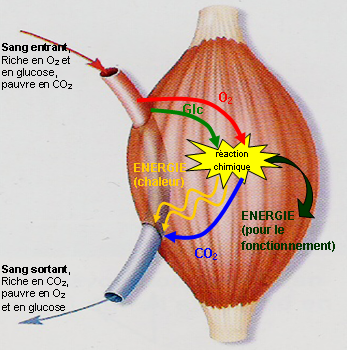 Sang entrant,
Riche en O₂ et
en glucose,
pauvre en CO₂
O₂
Glc
réaction
chimique
ENERGIE
(chaleur)
ENERGIE
(pour le
fonctionnement)
CO₂
Sang sortant,
Riche en CO₂,
pauvre en O₂
et en glucose